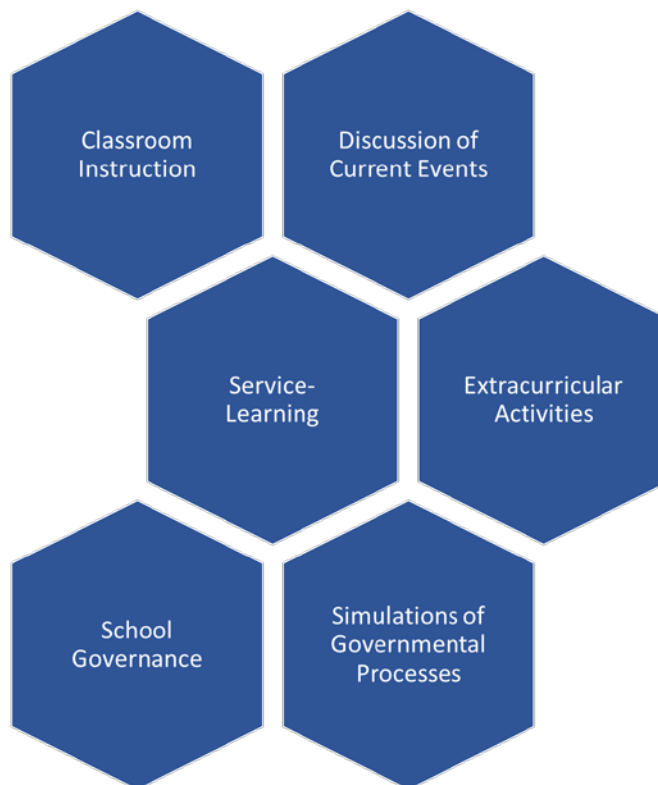 Classroom
Instruction
Discussion of
Current Events
Service-
Learning
Extracurricular
Activities
School
Governance
Simulations of
Governmental
Processes